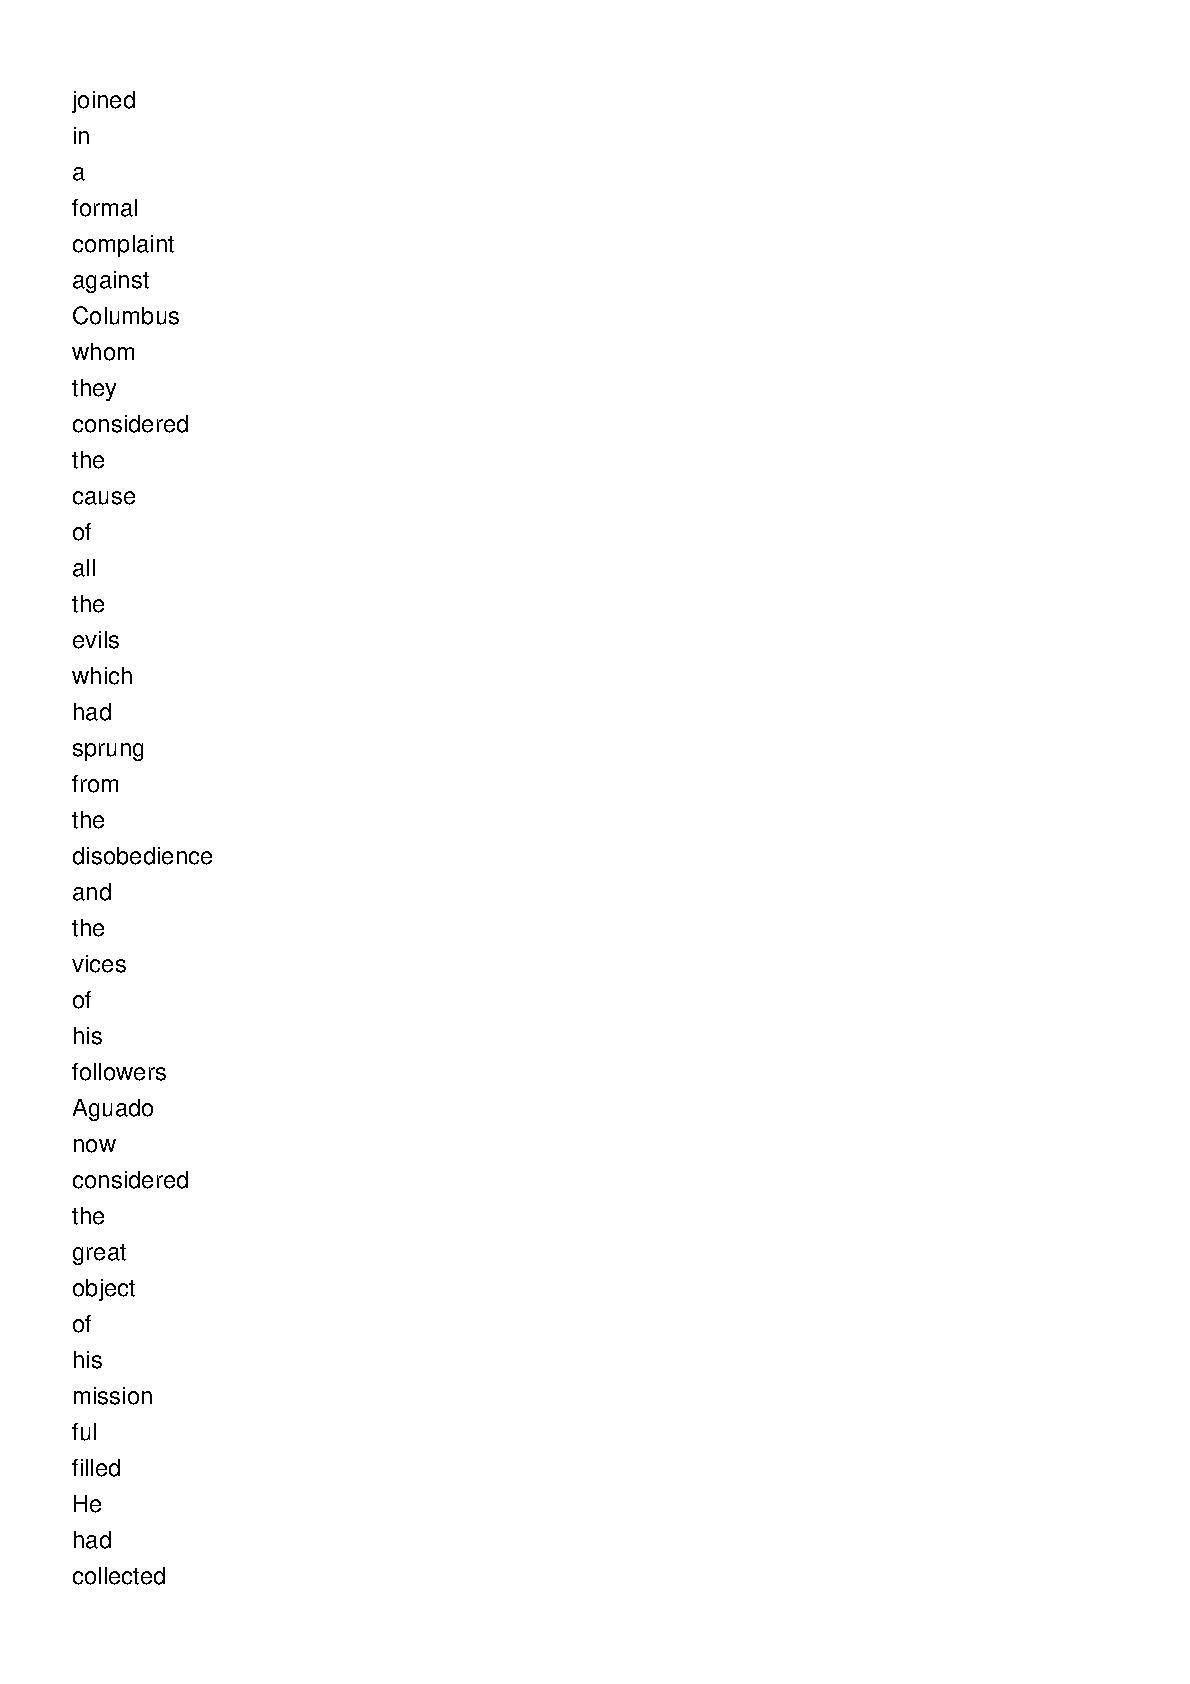 joined
in
a
formal
complaint
against
Columbus
whom
they
considered
the
cause
of
all
the
evils
which
had
sprung
from
the
disobedience
and
the
vices
of
his
followers
Aguado
now
considered
the
great
object
of
his
mission
ful
filled
He
had
collected